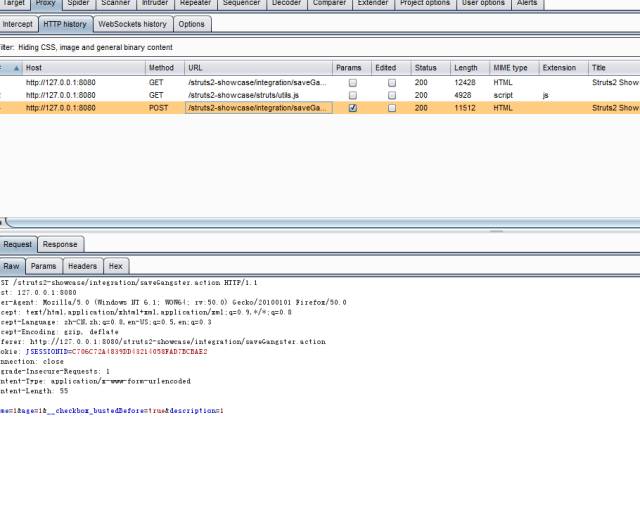 Target Proxy Spider Scanner Intruder Repeater Sequencer Decoder Comparer Extender Project options User options Alerts
Intercept HTTP history WebSockets history Options
Filter: Hiding CSS, image and general binary content
Host Method URL Params Edited Status Length MIME type Extension Title
http://127.0.0.1:8080 GET /struts2-showcase/integration/saveGa... 200 12428 HTML Struts2 Show
http://127.0.0.1:8080 GET /struts2-showcase/struts/utils.js 200 4928 script js
http://127.0.0.1:8080 POST /struts2-showcase/integration/saveGa... 200 11512 HTML Struts2 Show
Request Response
Raw Params Headers Hex
ST /struts2-showcase/integration/saveGangster.action HTTP/1.1
st: 127.0.0.1:8080
er-Agent: Mozilla/5.0 (Windows NT 6.1; WOW64; rv:50.0) Gecko/20100101 Firefox/50.0
cept: text/html,application/xhtml+xml,application/xml;q=0.9,*/*;q=0.8
cept-Language: zh-CN,zh;q=0.8,en-US;q=0.5,en;q=0.3
cept-Encoding: gzip, deflate
ferer: http://127.0.0.1:8080/struts2-showcase/integration/saveGangster.action
okie: JSESSIONID=C706C72A4839DD48214058FAD7BCBAE2
nnection: close
grade-Insecure-Requests: 1
ntent-Type: application/x-www-form-urlencoded
ntent-Length: 55
me=1&age=1&__checkbox_bustedBefore=true&description=1